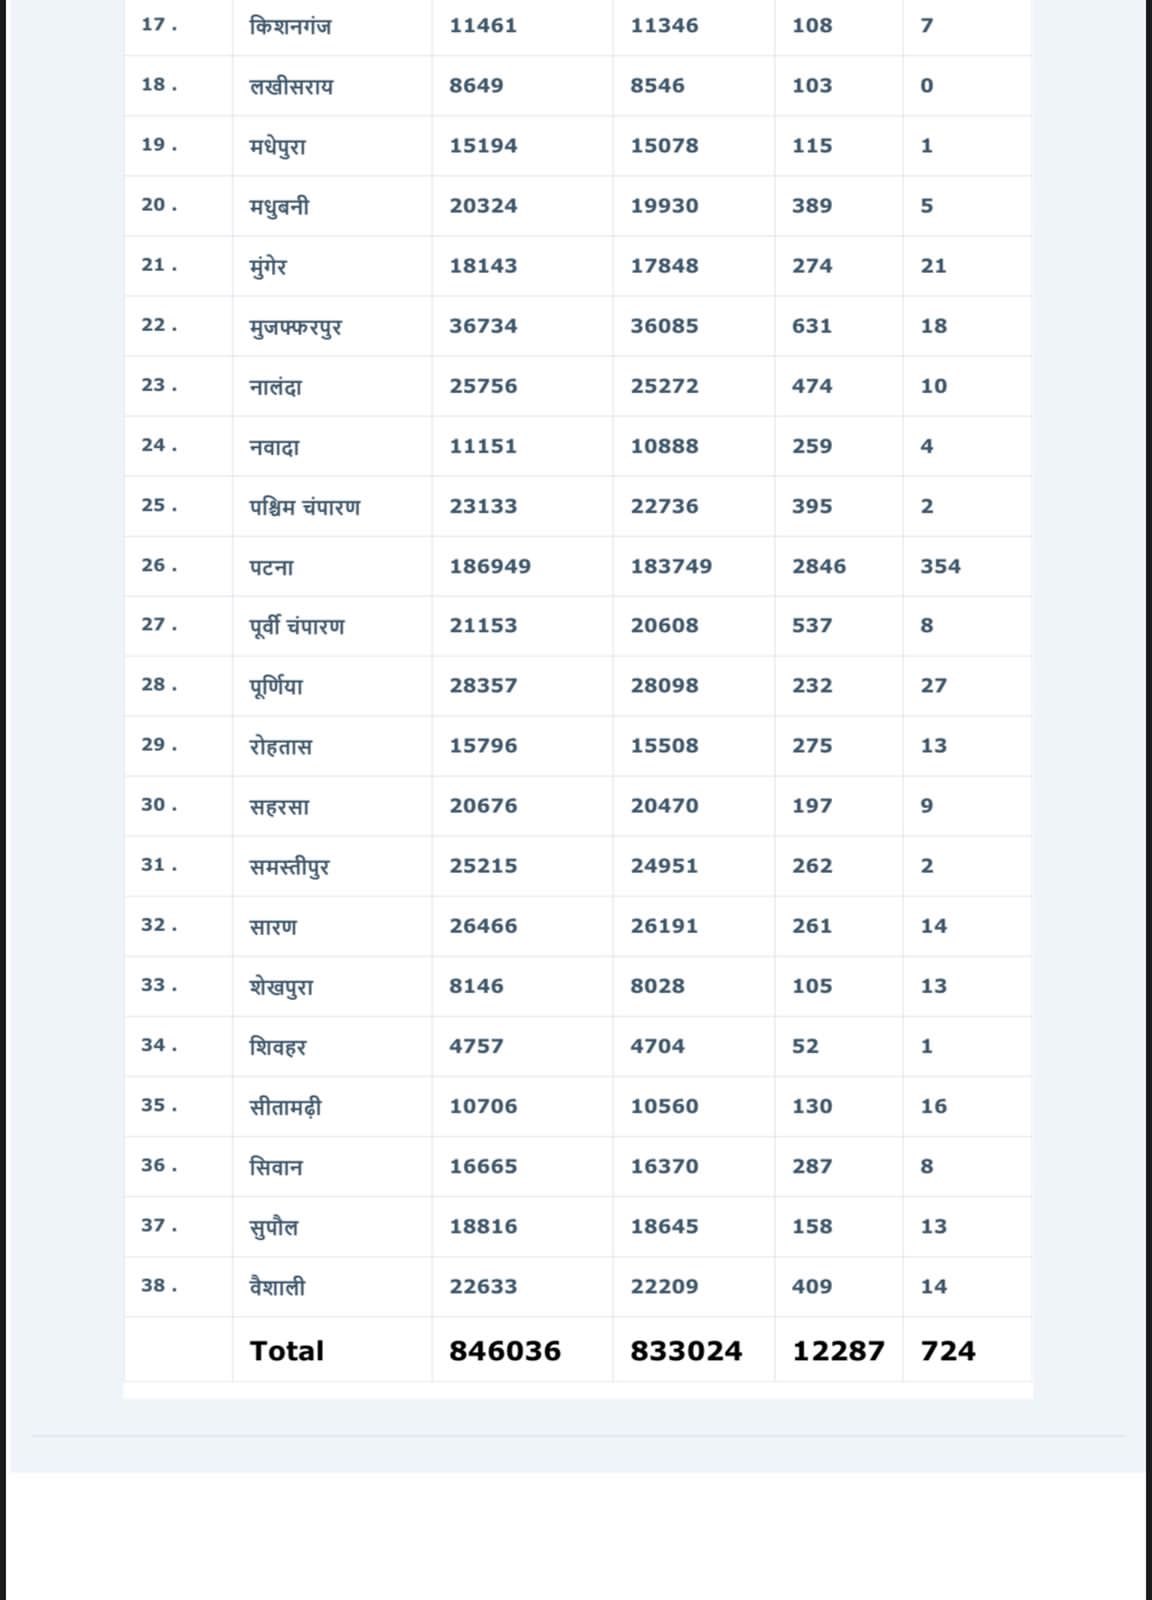 17 . किशनगंज 11461 11346 108 7
18 . लखीसराय 8649 8546 103 0
19 . मधेपुरा 15194 15078 115 1
20 . मधुबनी 20324 19930 389 5
21 . मुंगेर 18143 17848 274 21
22 . मुजफ्फरपुर 36734 36085 631 18
23 . नालंदा 25756 25272 474 10
24 . नवादा 11151 10888 259 4
25 . पश्चिम चंपारण 23133 22736 395 2
26 . पटना 186949 183749 2846 354
27 . पूर्वी चंपारण 21153 20608 537 8
28 . पूर्णिया 28357 28098 232 27
29 . रोहतास 15796 15508 275 13
30 . सहरसा 20676 20470 197 9
31 . समस्तीपुर 25215 24951 262 2
32 . सारण 26466 26191 261 14
33 . शेखपुरा 8146 8028 105 13
34 . शिवहर 4757 4704 52 1
35 . सीतामढ़ी 10706 10560 130 16
36 . सिवान 16665 16370 287 8
37 . सुपौल 18816 18645 158 13
38 . वैशाली 22633 22209 409 14
Total 846036 833024 12287 724